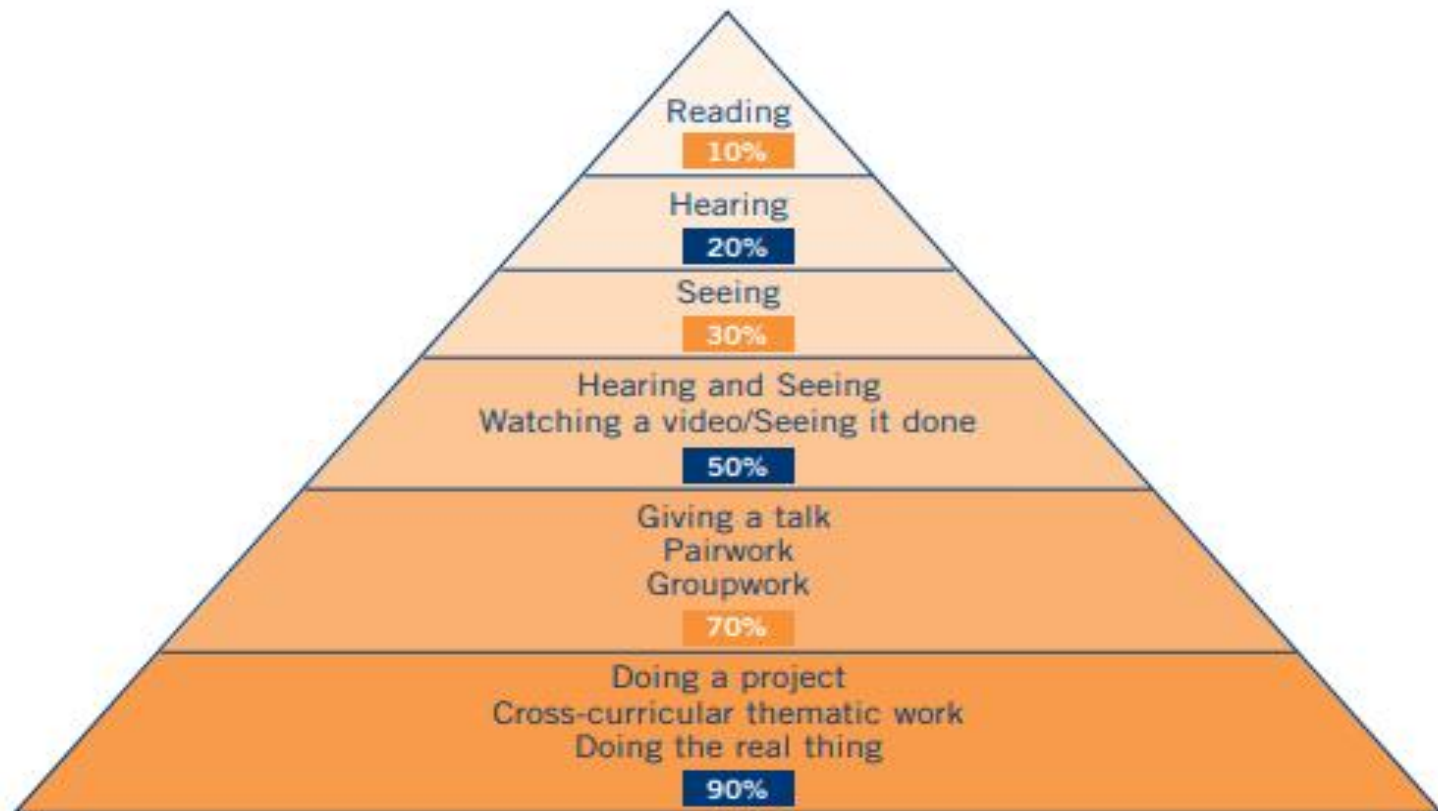 Reading
10%
Hearing
20%
Seeing
30%
Hearing and Seeing
Watching a video/Seeing it done
50%
Giving a talk
Pairwork
Groupwork
70%
Doing a project
Cross-curricular thematic work
Doing the real thing
90%